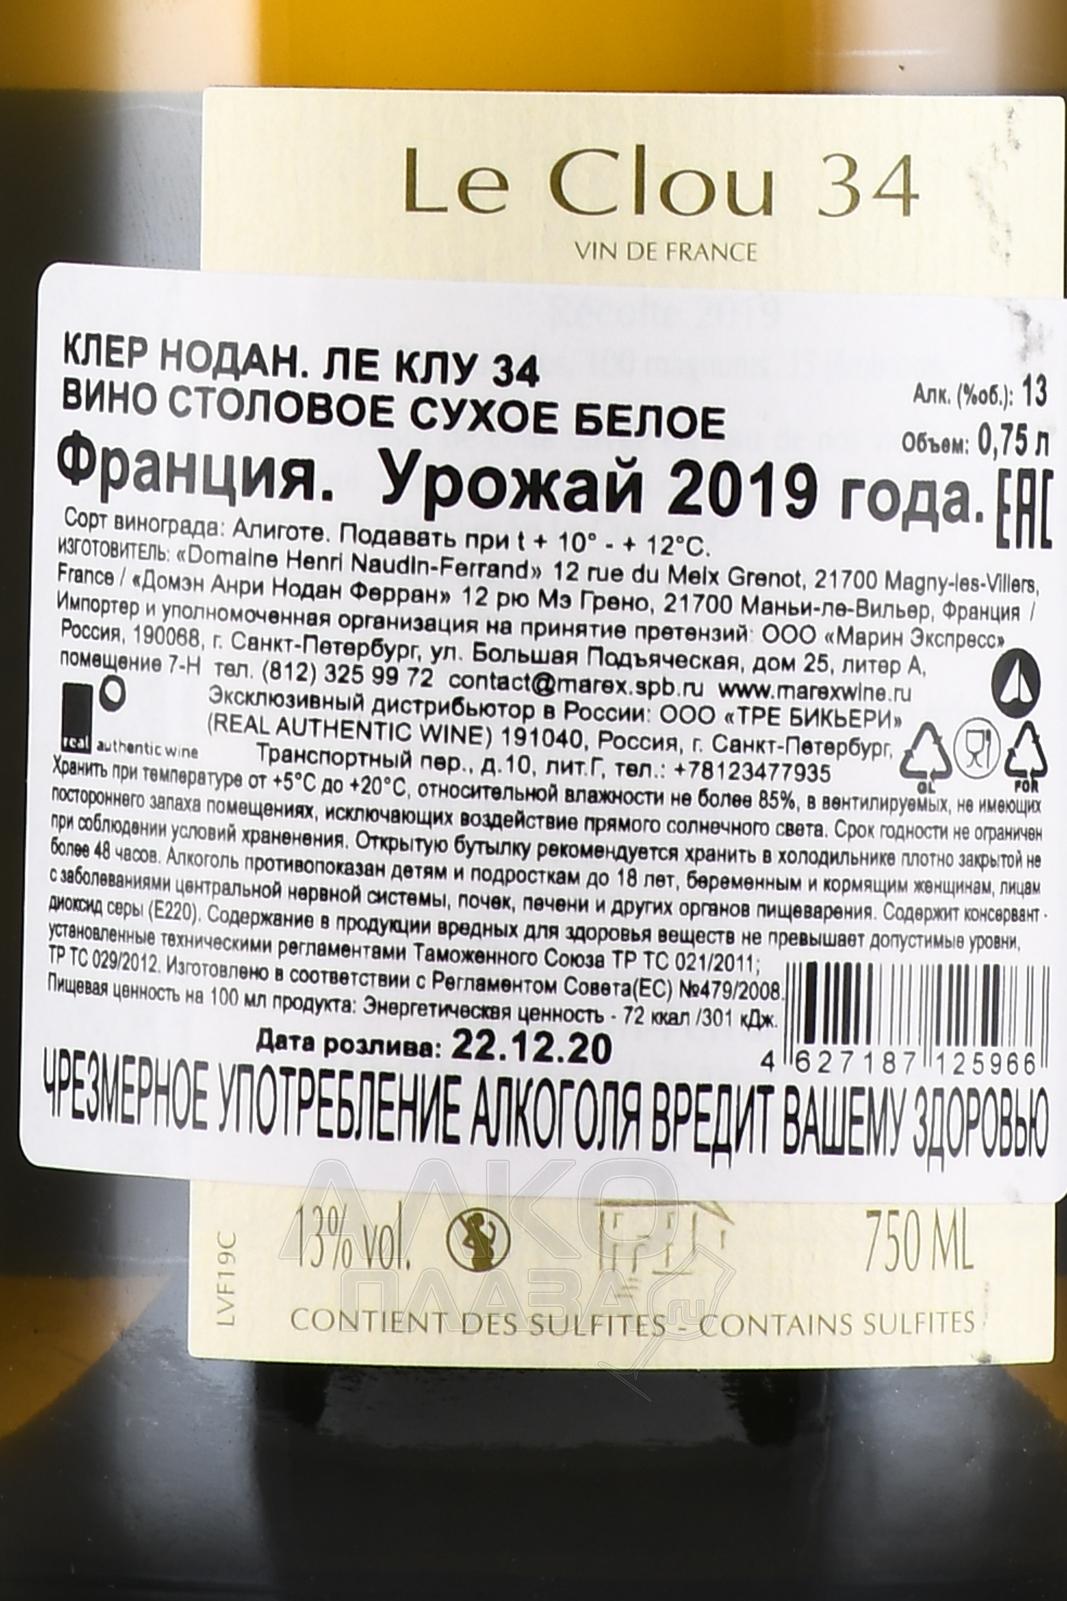 Le Clou 34
VIN DE FRANCE
Récolte 2019
КЛЕР НОДАН. ЛЕ КЛУ 34
ВИНО СТОЛОВОЕ СУХОЕ БЕЛОЕ
Алк. (%об.): 13
Объем: 0,75 л
Франция. Урожай 2019 года.
EAC
Сорт винограда: Алиготе. Подавать при t + 10° - + 12°С.
ИЗГОТОВИТЕЛЬ: «Domaine Henri Naudin-Ferrand» 12 rue du Meix Grenot, 21700 Magny-les-Villers,
France / «Домэн Анри Нодан Ферран» 12 рю Мэ Грено, 21700 Маньи-ле-Вильер, Франция /
Импортер и уполномоченная организация на принятие претензий: ООО «Марин Экспресс»
Россия, 190068, г. Санкт-Петербург, ул. Большая Подъяческая, дом 25, литер А,
помещение 7-Н тел. (812) 325 99 72 contact@marex.spb.ru www.marexwine.ru
Эксклюзивный дистрибьютор в России: ООО «ТРЕ БИКЬЕРИ»
(REAL AUTHENTIC WINE) 191040, Россия, г. Санкт-Петербург,
real authentic wine
Транспортный пер., д.10, лит.Г, тел.: +78123477935
GL
FOR
Хранить при температуре от +5°С до +20°С, относительной влажности не более 85%, в вентилируемых, не имеющих
постороннего запаха помещениях, исключающих воздействие прямого солнечного света. Срок годности не ограничен
при соблюдении условий храненения. Открытую бутылку рекомендуется хранить в холодильнике плотно закрытой не
более 48 часов. Алкоголь противопоказан детям и подросткам до 18 лет, беременным и кормящим женщинам, лицам
с заболеваниями центральной нервной системы, почек, печени и других органов пищеварения. Содержит консервант -
диоксид серы (Е220). Содержание в продукции вредных для здоровья веществ не превышает допустимые уровни,
установленные техническими регламентами Таможенного Союза ТР ТС 021/2011;
ТР ТС 029/2012. Изготовлено в соответствии с Регламентом Совета(ЕС) №479/2008.
Пищевая ценность на 100 мл продукта: Энергетическая ценность - 72 ккал /301 кДж.
Дата розлива: 22.12.20
4 627187 125966
ЧРЕЗМЕРНОЕ УПОТРЕБЛЕНИЕ АЛКОГОЛЯ ВРЕДИТ ВАШЕМУ ЗДОРОВЬЮ
LVF19C
13% vol.
750 ML
АЛКО
ПЛАЗА.ru
CONTIENT DES SULFITES - CONTAINS SULFITES